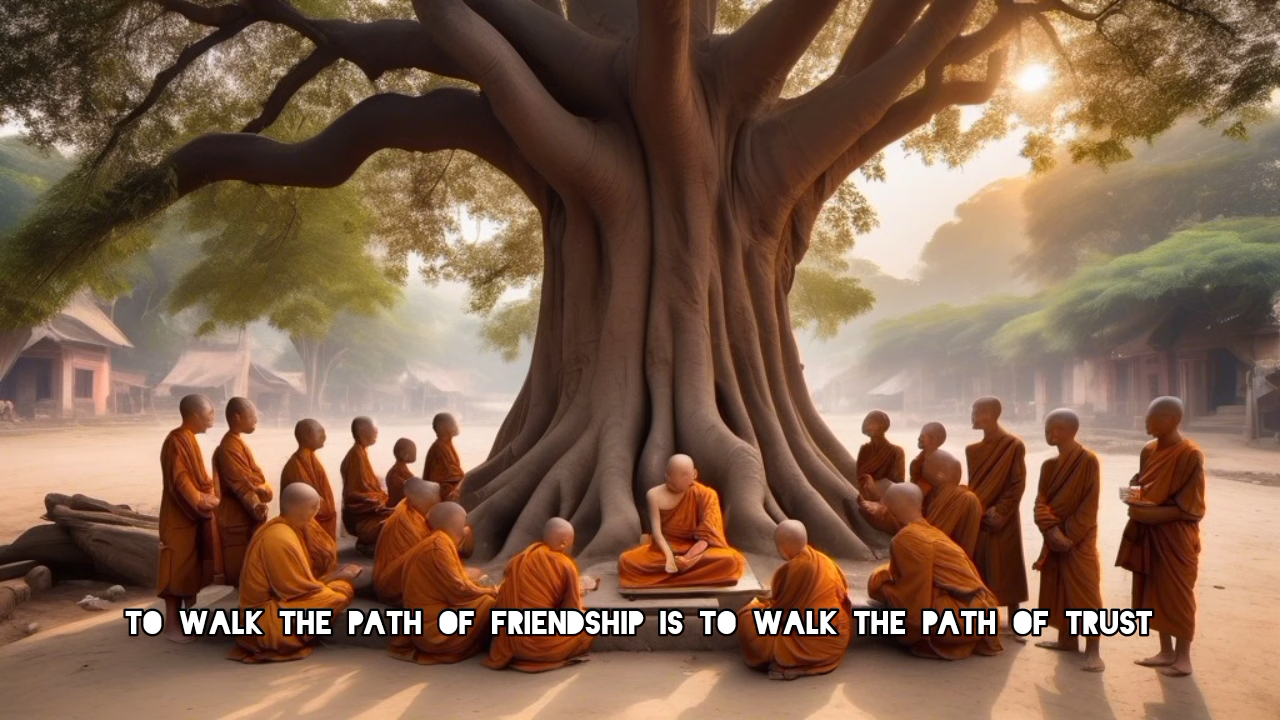 TO WALK THE PATH OF FRIENDSHIP IS TO WALK THE PATH OF TRUST